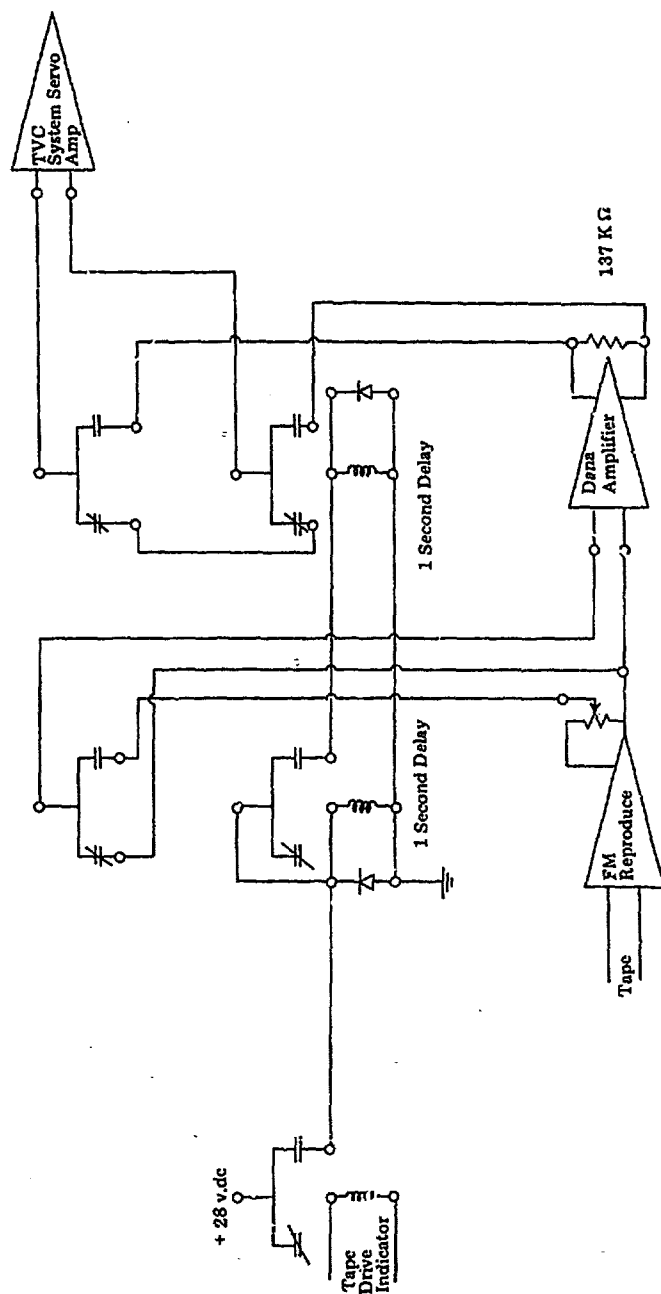 TVC
System Servo
Amp
137 K Ω
Dana
Amplifier
1 Second Delay
1 Second Delay
FM
Reproduce
Tape
+ 28 v.dc
Tape
Drive
Indicator